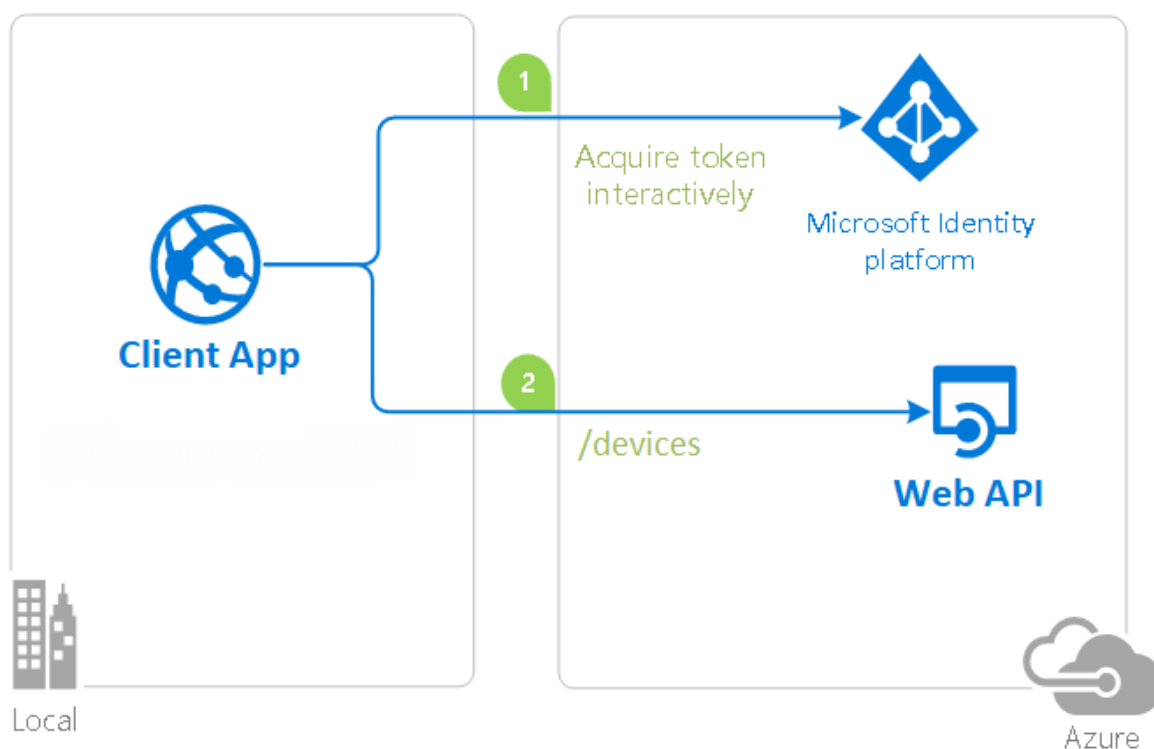 1
Acquire token
interactively
Microsoft Identity
platform
Client App
2
/devices
Web API
Local
Azure